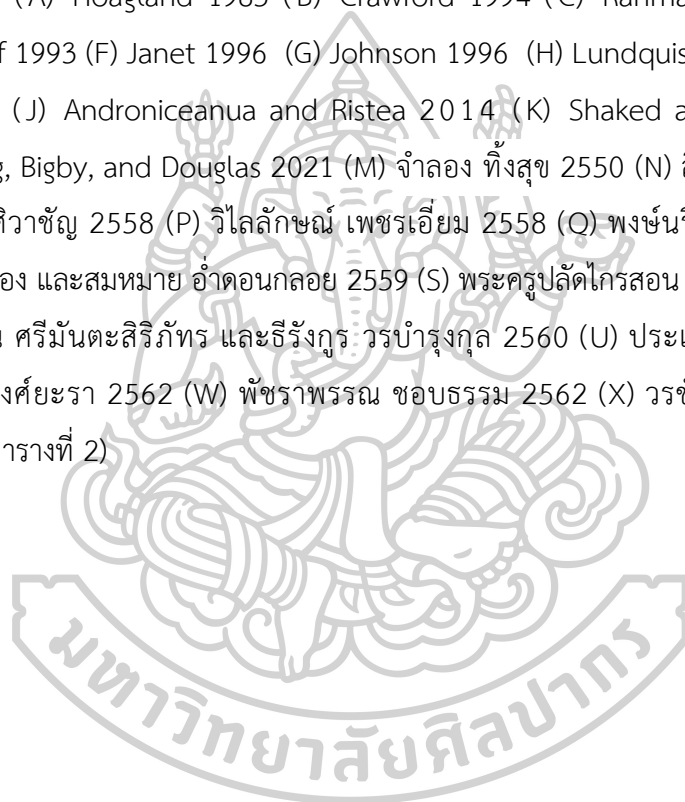 (A) Hoagland 1983 (B) Crawford 1994 (C) Rahma
f 1993 (F) Janet 1996 (G) Johnson 1996 (H) Lundquis
(J) Androniceanua and Ristea 2014 (K) Shaked a
g, Bigby, and Douglas 2021 (M) จำลอง ทิ้งสุข 2550 (N)
ทิวาชัญ 2558 (P) วิไลลักษณ์ เพชรเอี่ยม 2558 (Q) พงษ์นริ
อง และสมหมาย อ่ำดอนกลอย 2559 (S) พระครูปลัดไกรสอน
น ศรีมันตะสิริภัทร และธีรังกูร วรบำรุงกุล 2560 (U) ประเ
งศ์ยะรา 2562 (W) พัชราพรรณ ชอบธรรม 2562 (X) วรช
ารางที่ 2)
มหาวิทยาลัยศิลปากร